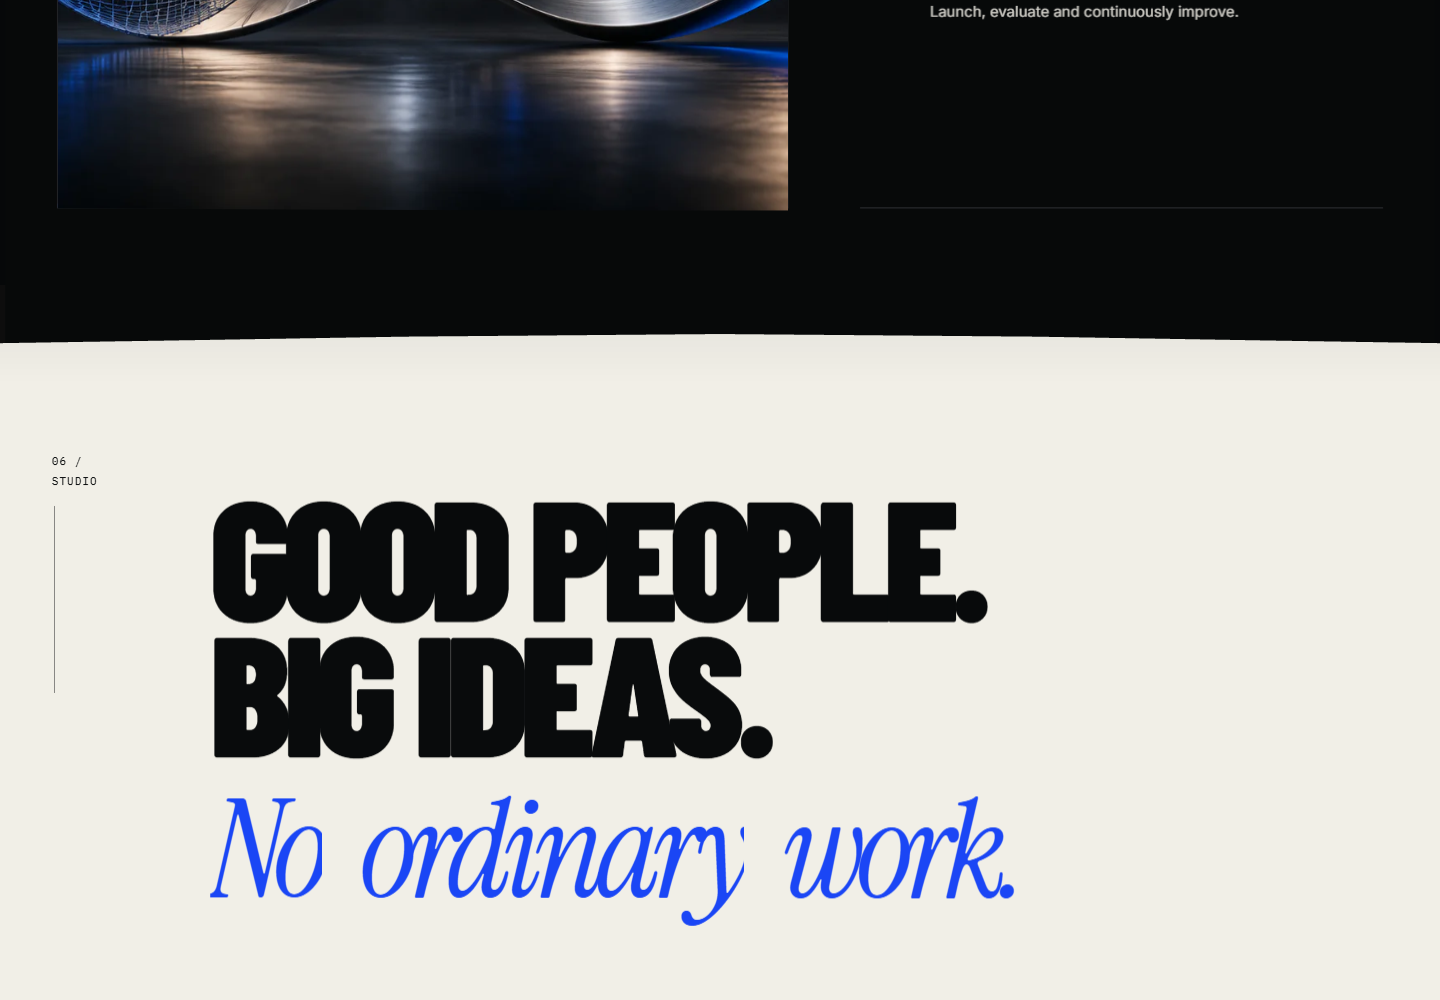 Launch, evaluate and continuously improve.
06 /
STUDIO
GOOD PEOPLE.
BIG IDEAS.
No ordinary work.